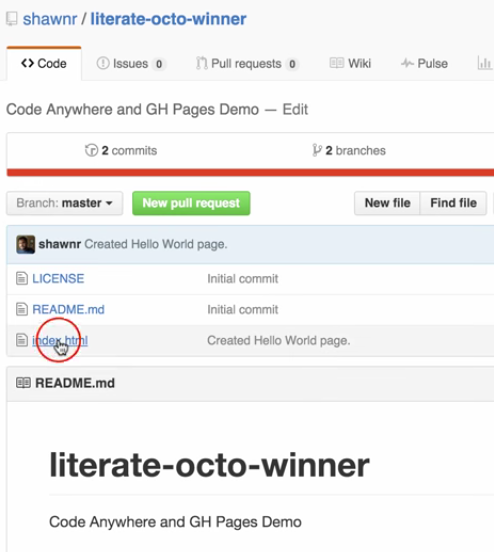 shawnr / literate-octo-winner
Code Issues 0 Pull requests 0 Wiki Pulse
Code Anywhere and GH Pages Demo — Edit
2 commits 2 branches
Branch: master New pull request New file Find file
shawnr Created Hello World page.
LICENSE Initial commit
README.md Initial commit
index.html Created Hello World page.
README.md
literate-octo-winner
Code Anywhere and GH Pages Demo